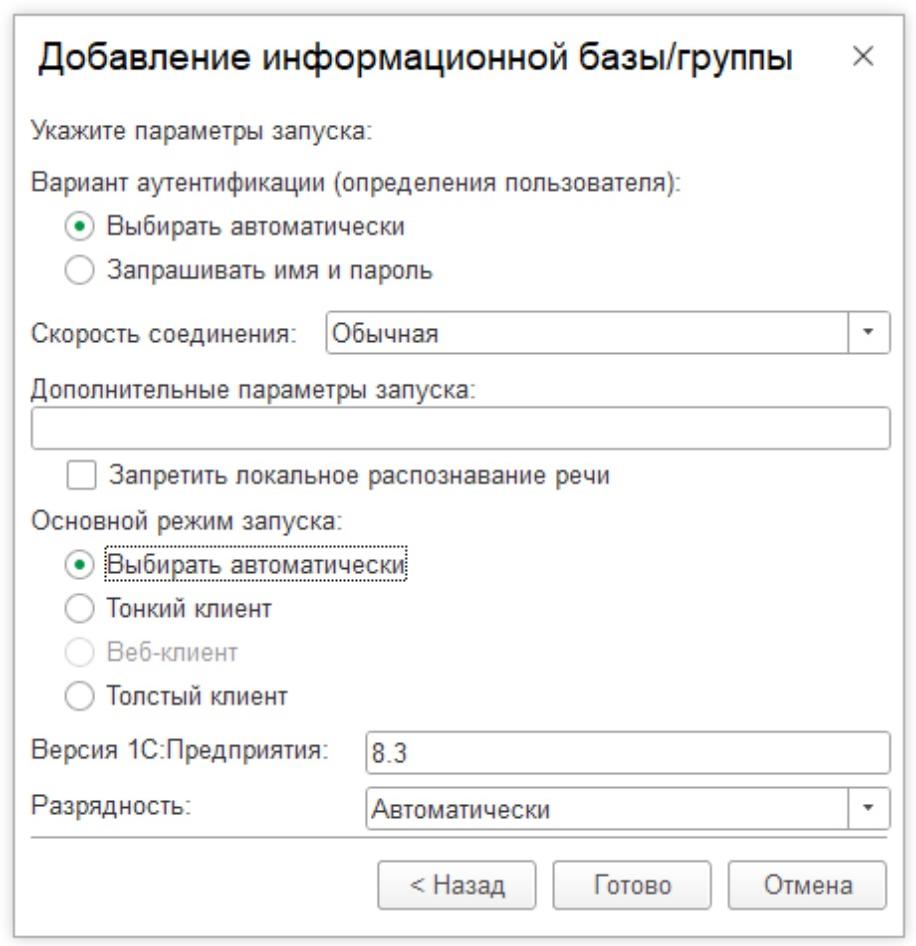 Добавление информационной базы/группы
Укажите параметры запуска:
Вариант аутентификации (определения пользователя):
Выбирать автоматически
Запрашивать имя и пароль
Скорость соединения: Обычная
Дополнительные параметры запуска:
Запретить локальное распознавание речи
Основной режим запуска:
Выбирать автоматически
Тонкий клиент
Веб-клиент
Толстый клиент
Версия 1С:Предприятия: 8.3
Разрядность: Автоматически
< Назад Готово Отмена